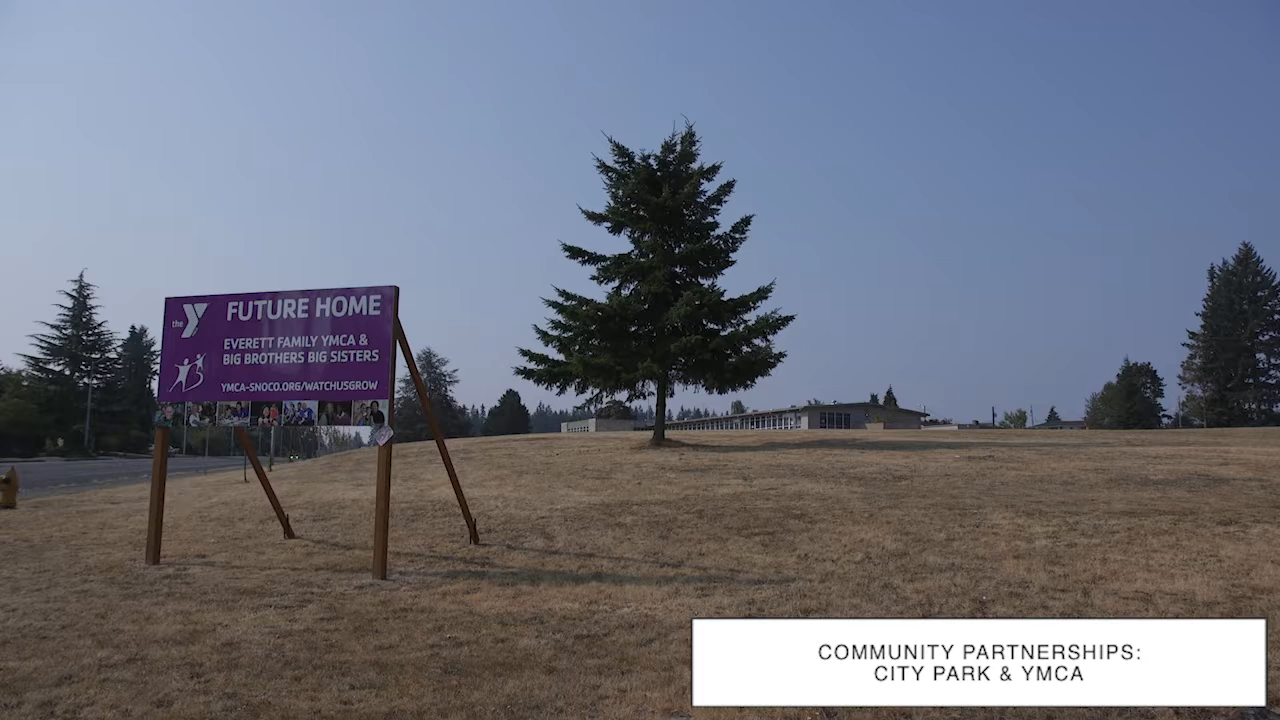 the Y
FUTURE HOME
EVERETT FAMILY YMCA &
BIG BROTHERS BIG SISTERS
YMCA-SNOCO.ORG/WATCHUSGROW
COMMUNITY PARTNERSHIPS:
CITY PARK & YMCA